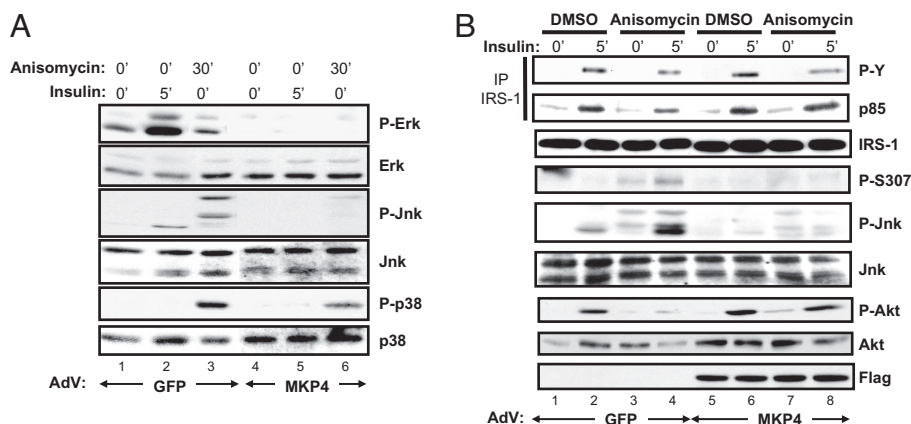 A
Anisomycin: 0' 0' 30' 0' 0' 30'
Insulin: 0' 5' 0' 0' 5' 0'
P-Erk
Erk
P-Jnk
Jnk
P-p38
p38
1 2 3 4 5 6
AdV: GFP MKP4
B
DMSO Anisomycin DMSO Anisomycin
Insulin: 0' 5' 0' 5' 0' 5' 0' 5'
IP
IRS-1
P-Y
p85
IRS-1
P-S307
P-Jnk
Jnk
P-Akt
Akt
Flag
1 2 3 4 5 6 7 8
AdV: GFP MKP4